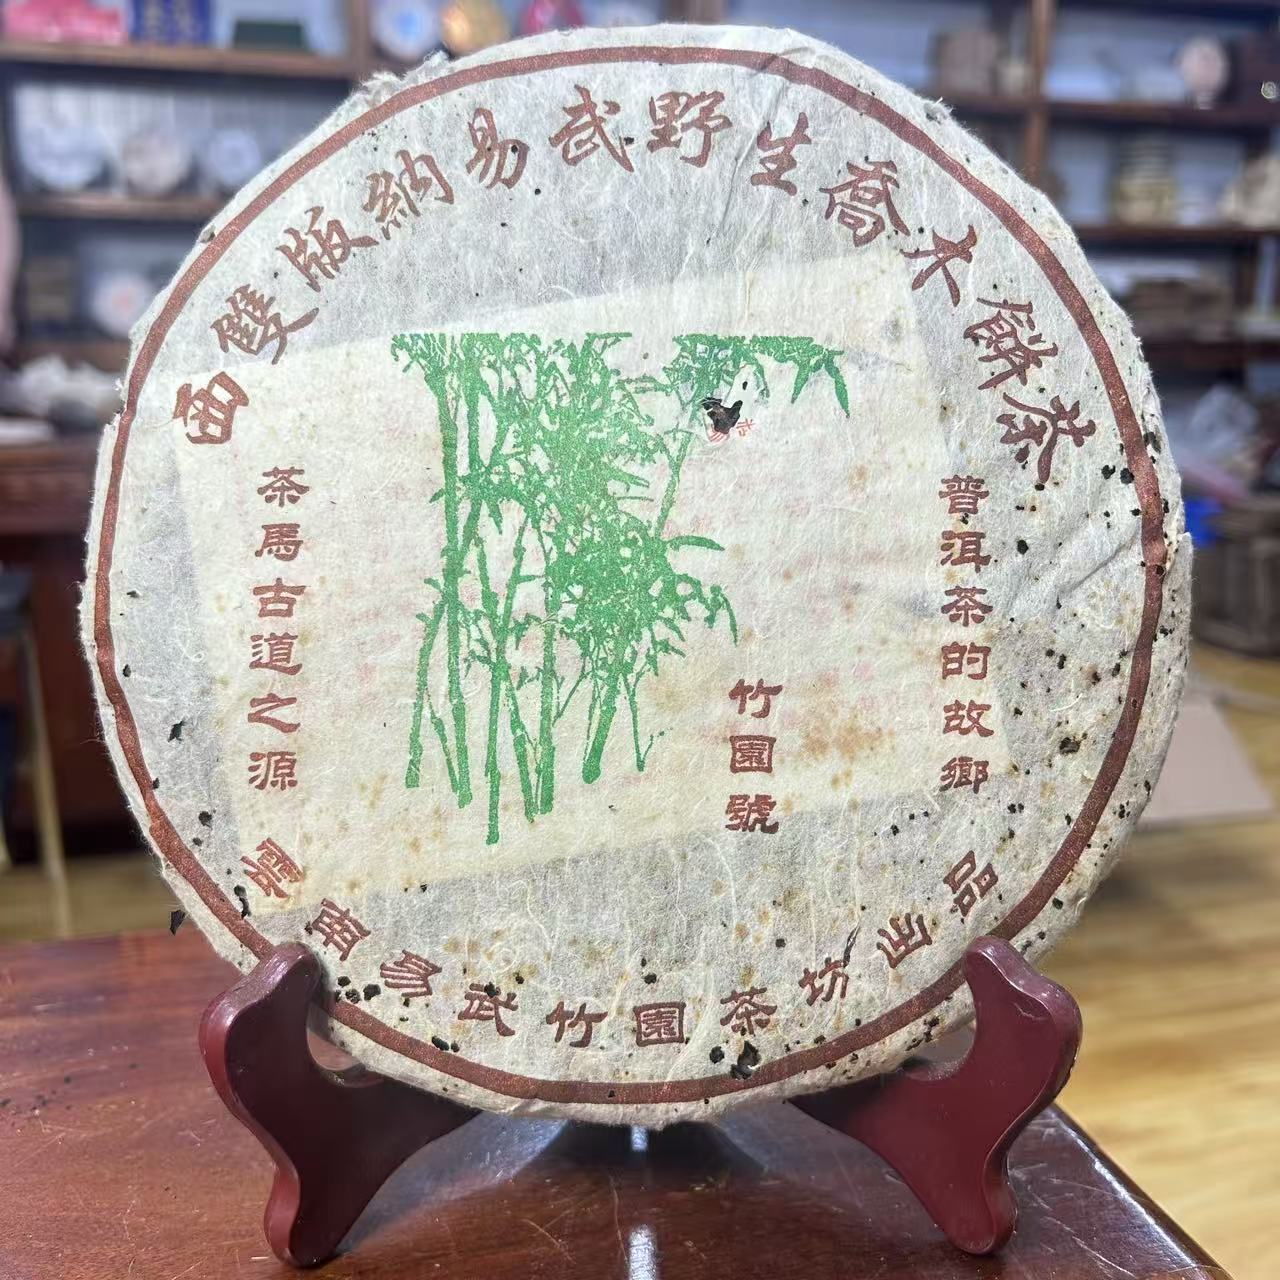 西雙版納易武野生喬木餅茶
普洱茶的故鄉
茶馬古道之源
竹園號
雲南易武竹園茶坊出品